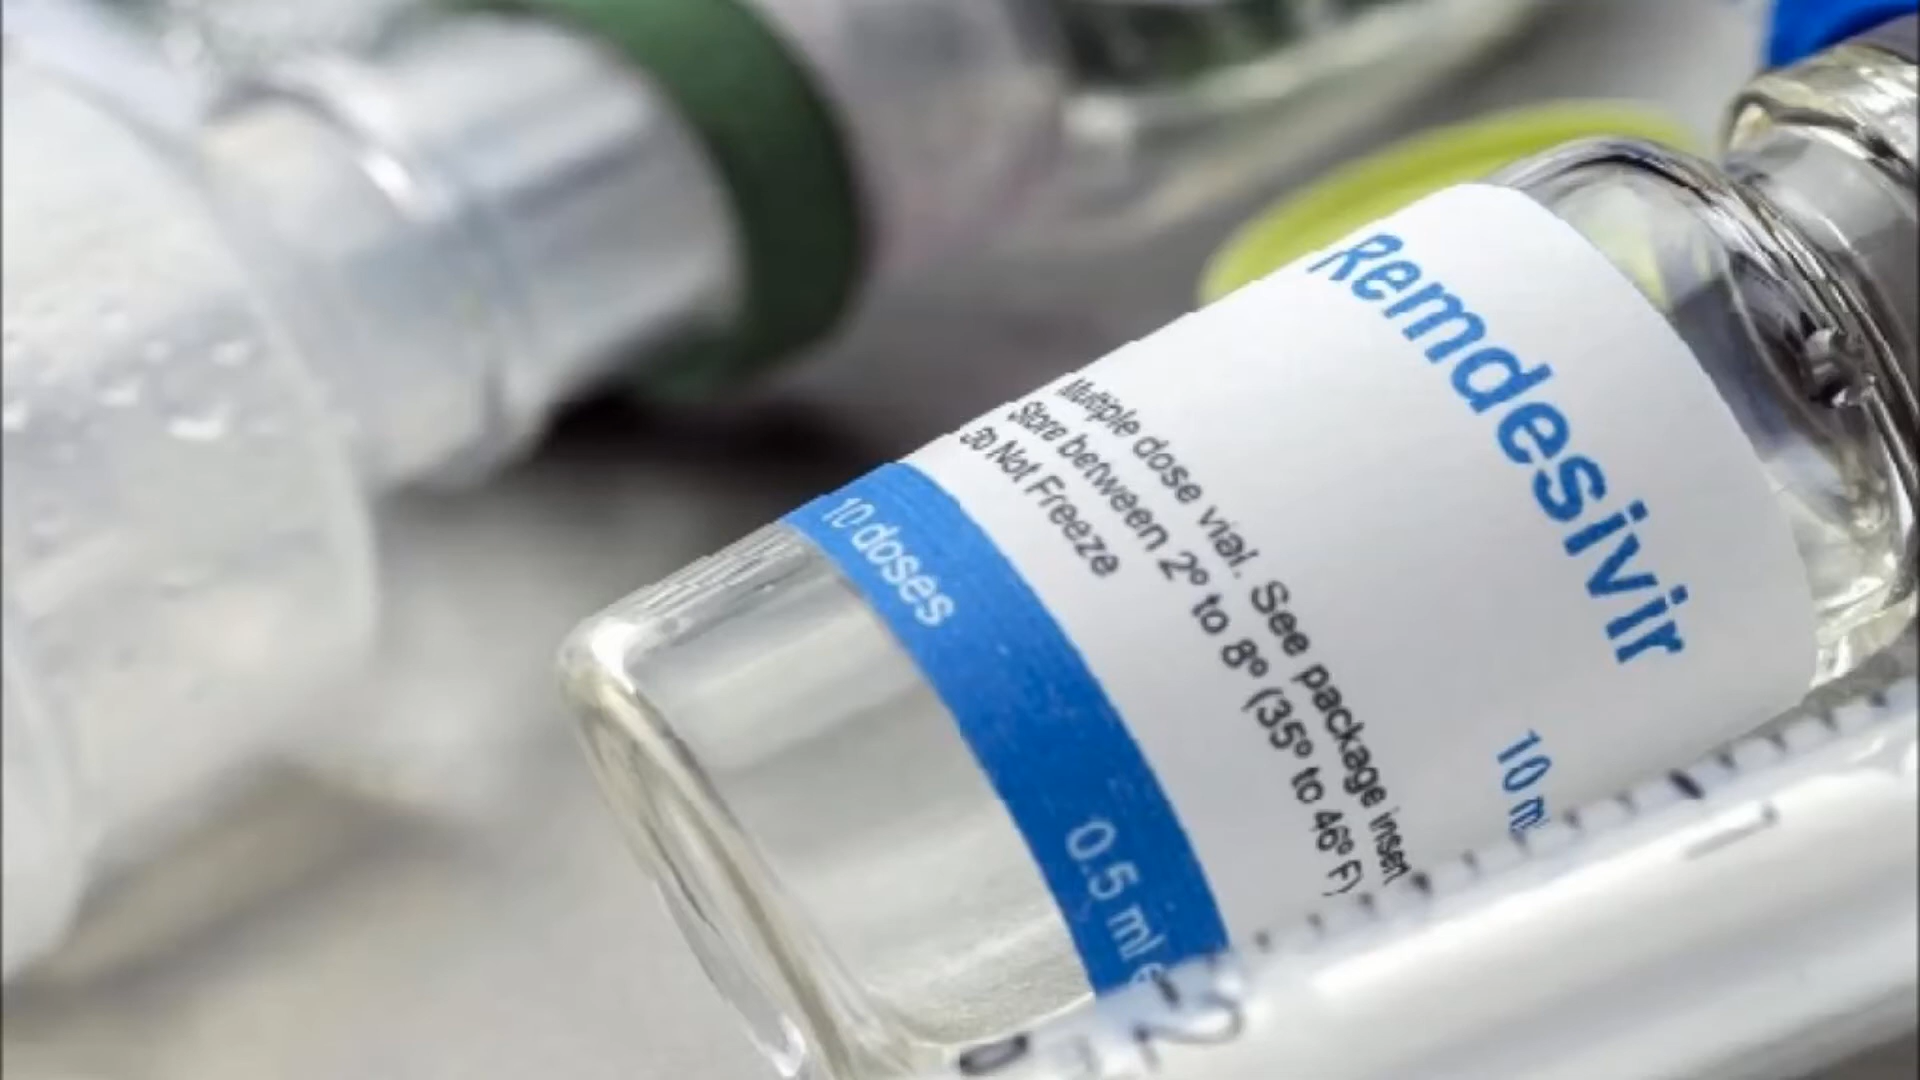 Remdesivir
10 ml
Multiple dose vial. See package insert
Store between 2° to 8° (35° to 46° F)
Do Not Freeze
10 doses
0.5 ml